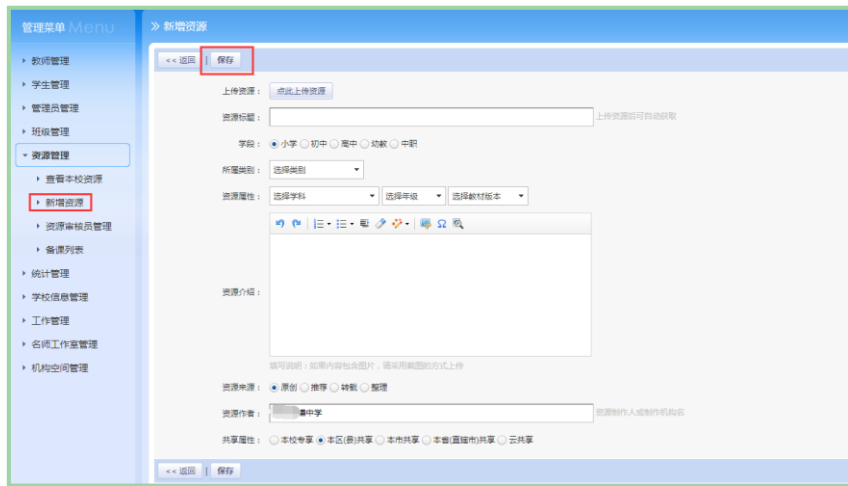 管理菜单 Menu
» 新增资源
教师管理
学生管理
管理员管理
班级管理
资源管理
查看本校资源
新增资源
资源审核员管理
备课列表
统计管理
学校信息管理
工作管理
名师工作室管理
机构空间管理
<< 返回 | 保存
上传资源： 点此上传资源
资源标题： 上传资源后可自动获取
学段： 小学 初中 高中 幼教 中职
所属类别： 选择类别
资源属性： 选择学科 选择年级 选择教材版本
资源介绍：
填写说明：如果内容包含图片，请采用截图的方式上传
资源来源： 原创 推荐 转载 整理
资源作者： 中学 资源制作人或制作机构名
共享属性： 本校专享 本区(县)共享 本市共享 本省(直辖市)共享 云共享
<< 返回 | 保存